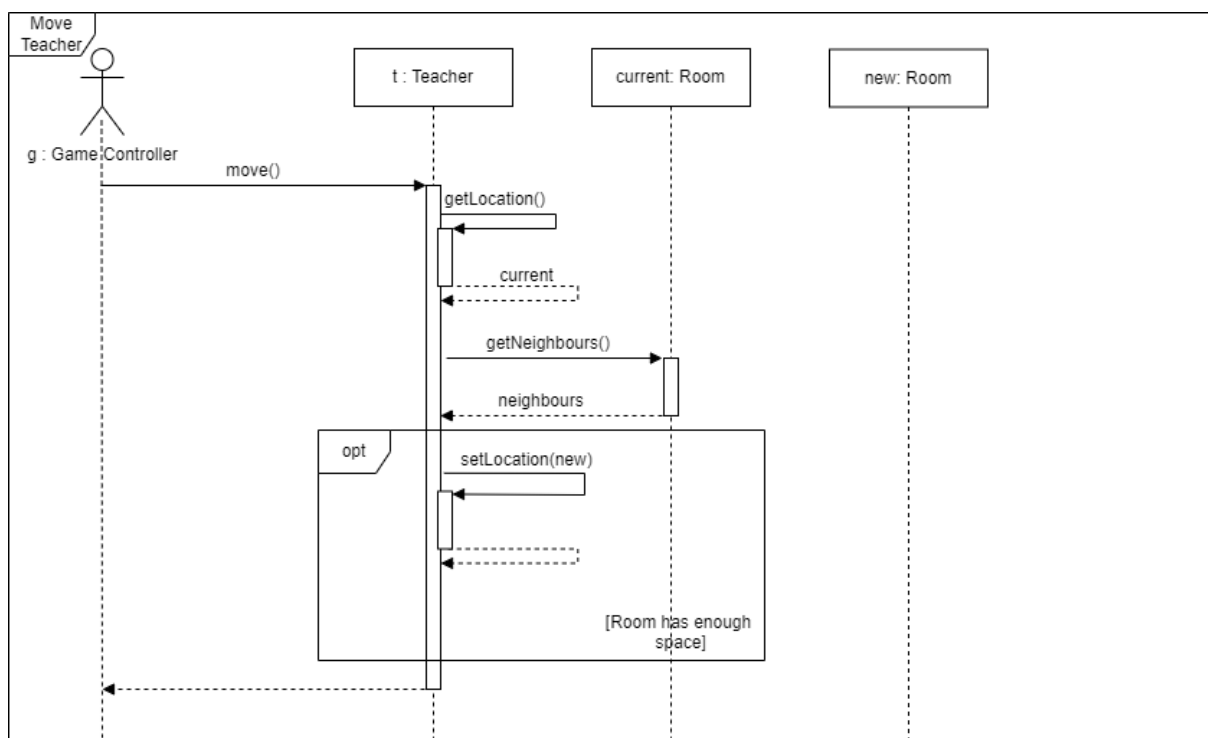 Move
Teacher
t : Teacher
current: Room
new: Room
g : Game Controller
move()
getLocation()
current
getNeighbours()
neighbours
opt
setLocation(new)
[Room has enough
space]